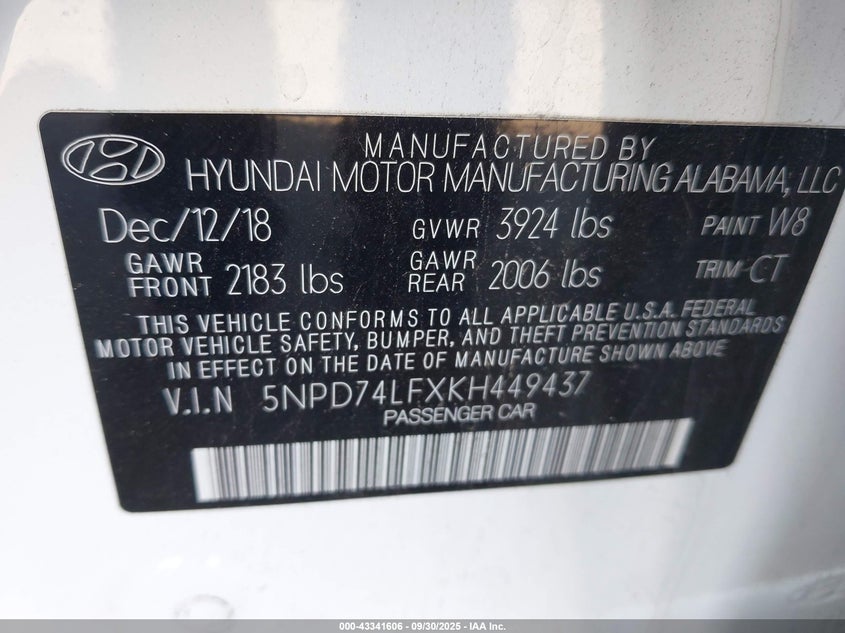 MANUFACTURED BY
HYUNDAI MOTOR MANUFACTURING ALABAMA, LLC
Dec/12/18 GVWR 3924 lbs PAINT W8
GAWR FRONT 2183 lbs GAWR REAR 2006 lbs TRIM CT
THIS VEHICLE CONFORMS TO ALL APPLICABLE U.S.A. FEDERAL
MOTOR VEHICLE SAFETY, BUMPER, AND THEFT PREVENTION STANDARDS
IN EFFECT ON THE DATE OF MANUFACTURE SHOWN ABOVE
V.I.N 5NPD74LFXKH449437
PASSENGER CAR
000-43341606 - 09/30/2025 - IAA Inc.